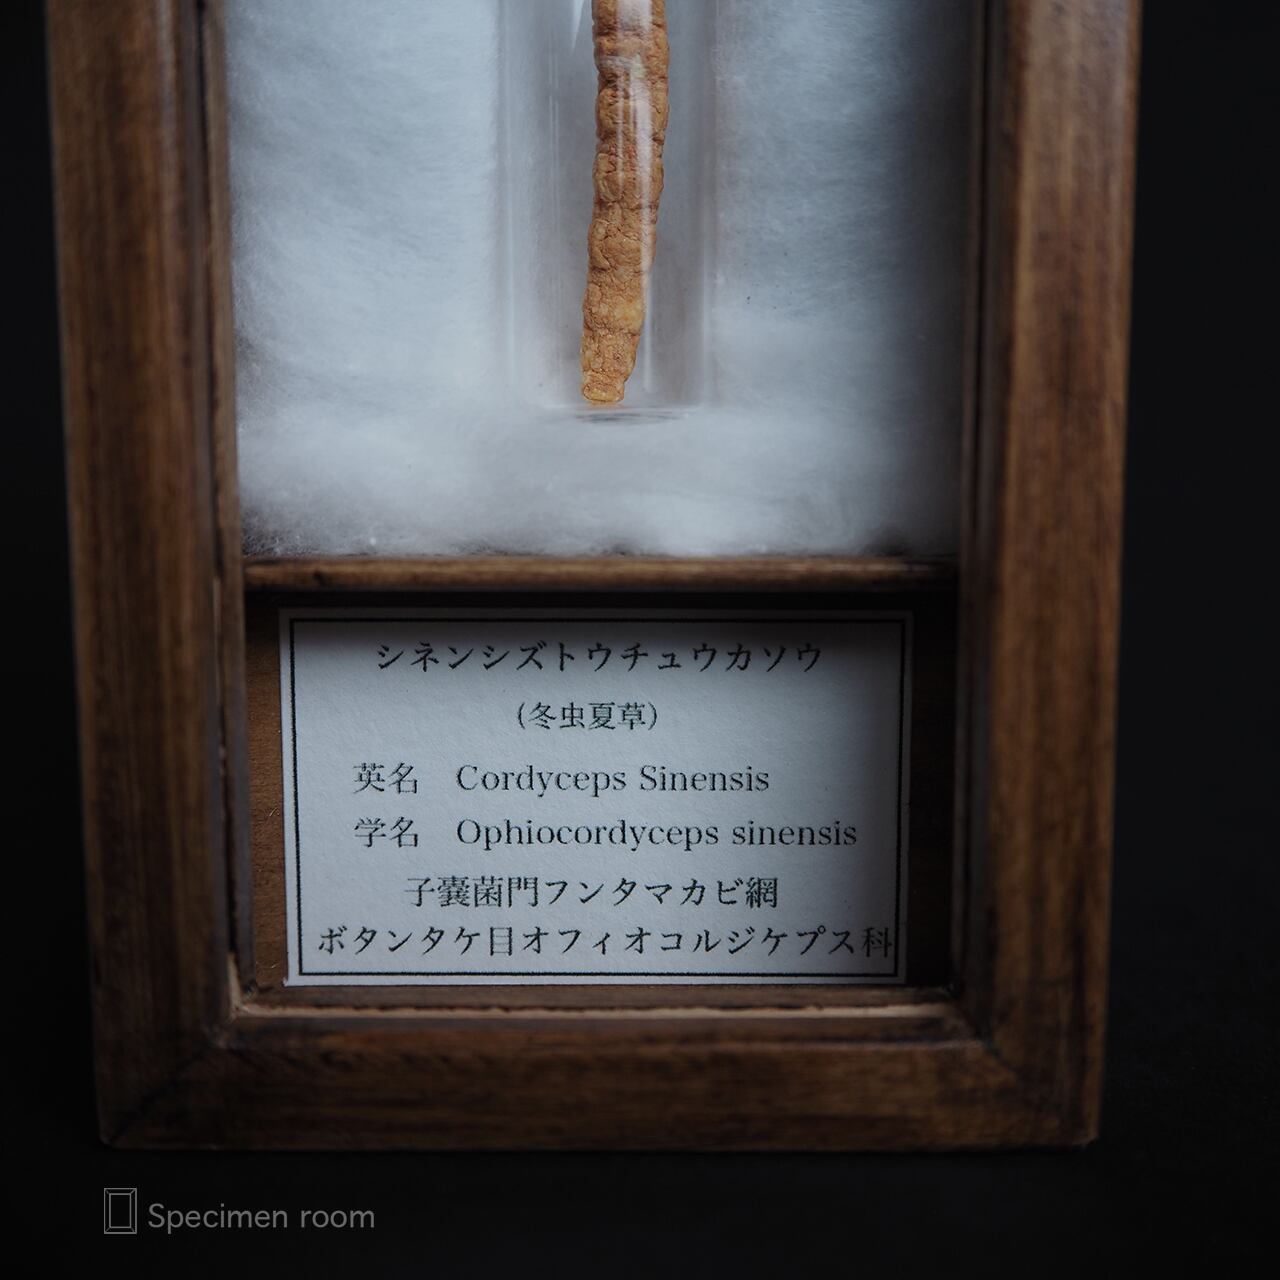 シネンシズトウチュウカソウ
(冬虫夏草)
英名 Cordyceps Sinensis
学名 Ophiocordyceps sinensis
子嚢菌門フンタマカビ網
ボタンタケ目オフィオコルジケプス科
Specimen room